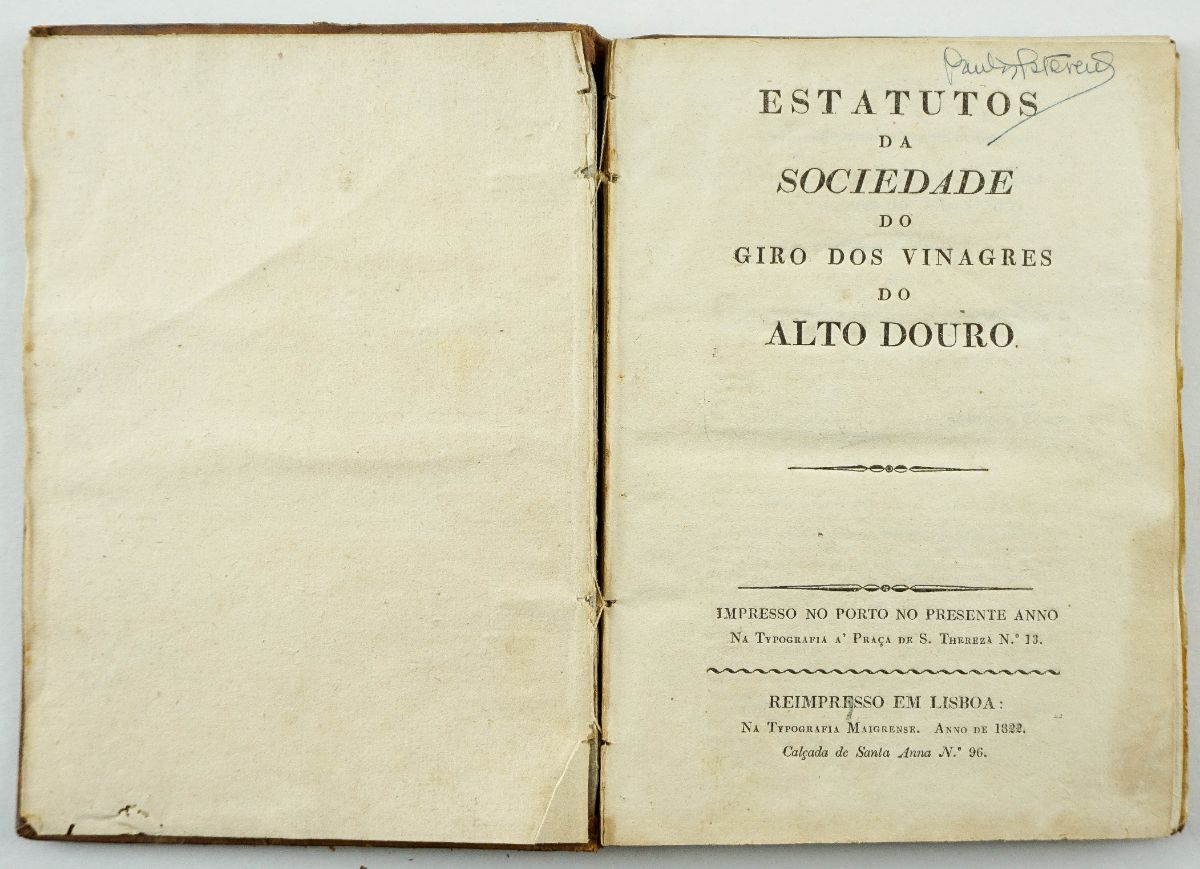 ESTATUTOS
DA
SOCIEDADE
DO
GIRO DOS VINAGRES
DO
ALTO DOURO.
IMPRESSO NO PORTO NO PRESENTE ANNO
NA TYPOGRAFIA A' PRAÇA DE S. THEREZA N.º 13.
REIMPRESSO EM LISBOA:
NA TYPOGRAFIA MAIGRENSE. ANNO DE 1822.
Calçada de Santa Anna N.º 96.